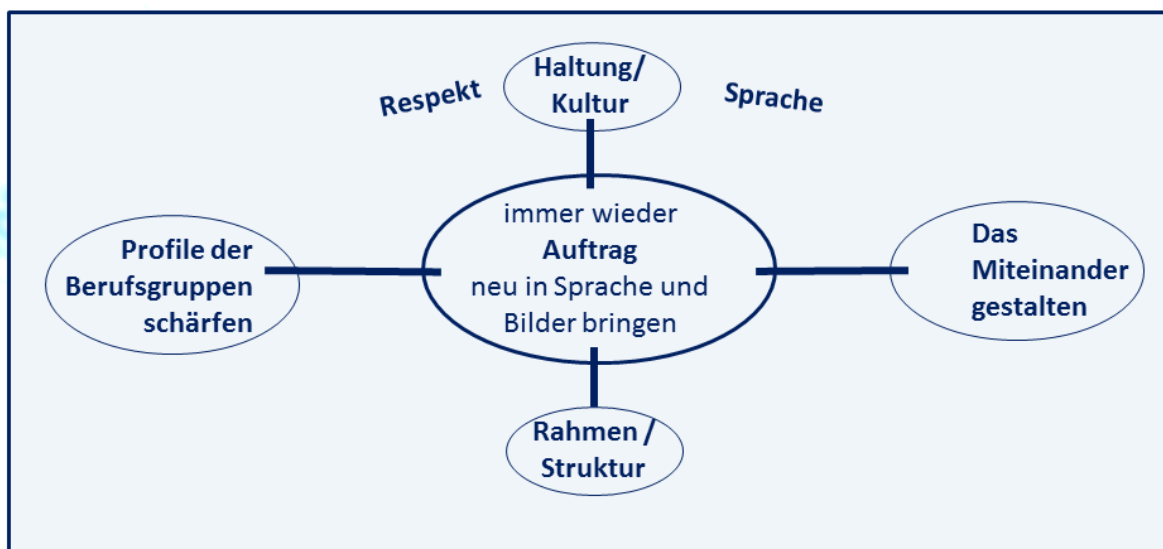 Respekt
Haltung/
Kultur
Sprache
Profile der
Berufsgruppen
schärfen
immer wieder
Auftrag
neu in Sprache und
Bilder bringen
Das
Miteinander
gestalten
Rahmen /
Struktur